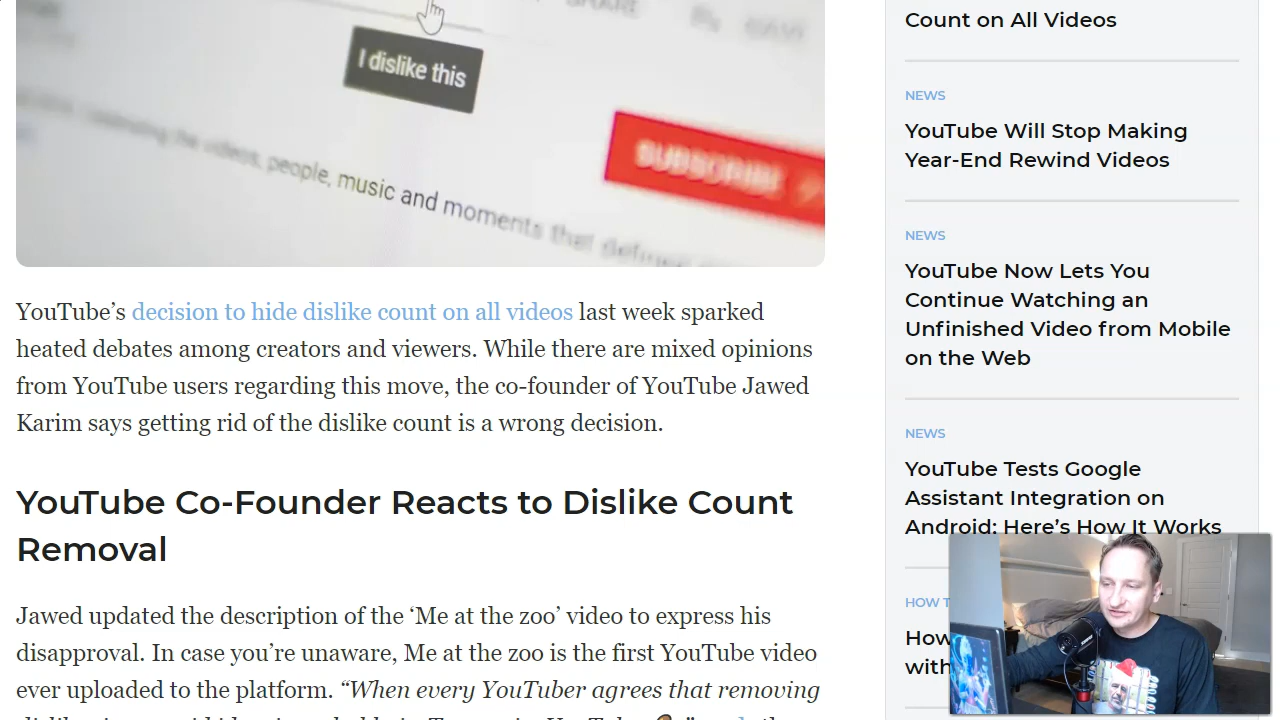 I dislike this
SUBSCRIBE
people, music and moments that defined
YouTube's decision to hide dislike count on all videos last week sparked
heated debates among creators and viewers. While there are mixed opinions
from YouTube users regarding this move, the co-founder of YouTube Jawed
Karim says getting rid of the dislike count is a wrong decision.
YouTube Co-Founder Reacts to Dislike Count
Removal
Jawed updated the description of the ‘Me at the zoo’ video to express his
disapproval. In case you're unaware, Me at the zoo is the first YouTube video
ever uploaded to the platform. “When every YouTuber agrees that removing
Count on All Videos
NEWS
YouTube Will Stop Making
Year-End Rewind Videos
NEWS
YouTube Now Lets You
Continue Watching an
Unfinished Video from Mobile
on the Web
NEWS
YouTube Tests Google
Assistant Integration on
Android; Here's How It Works
HOW T
How
with